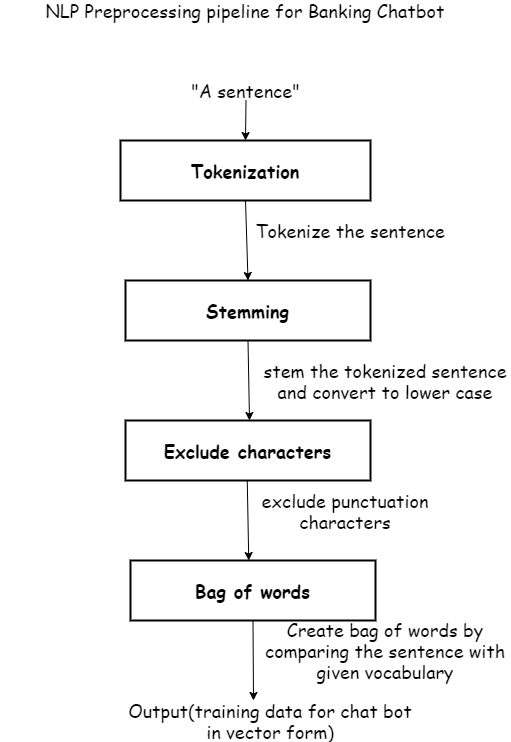 NLP Preprocessing pipeline for Banking Chatbot
"A sentence"
Tokenization
Tokenize the sentence
Stemming
stem the tokenized sentence
and convert to lower case
Exclude characters
exclude punctuation
characters
Bag of words
Create bag of words by
comparing the sentence with
given vocabulary
Output(training data for chat bot
in vector form)